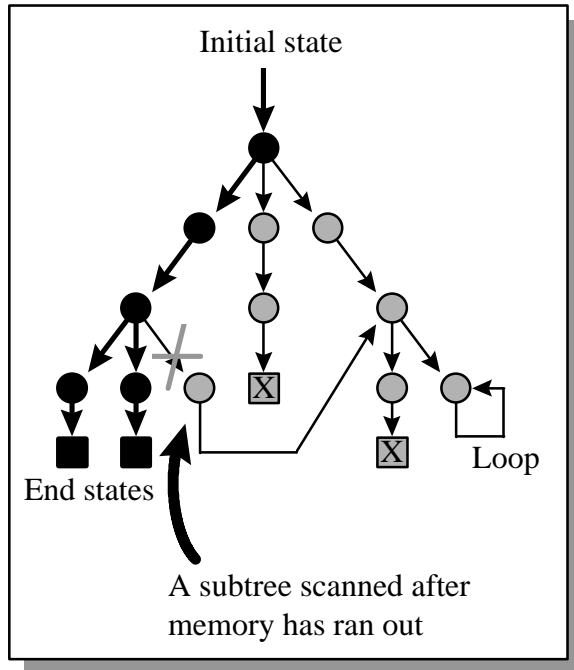 Initial state
X
X
Loop
End states
A subtree scanned after
memory has ran out